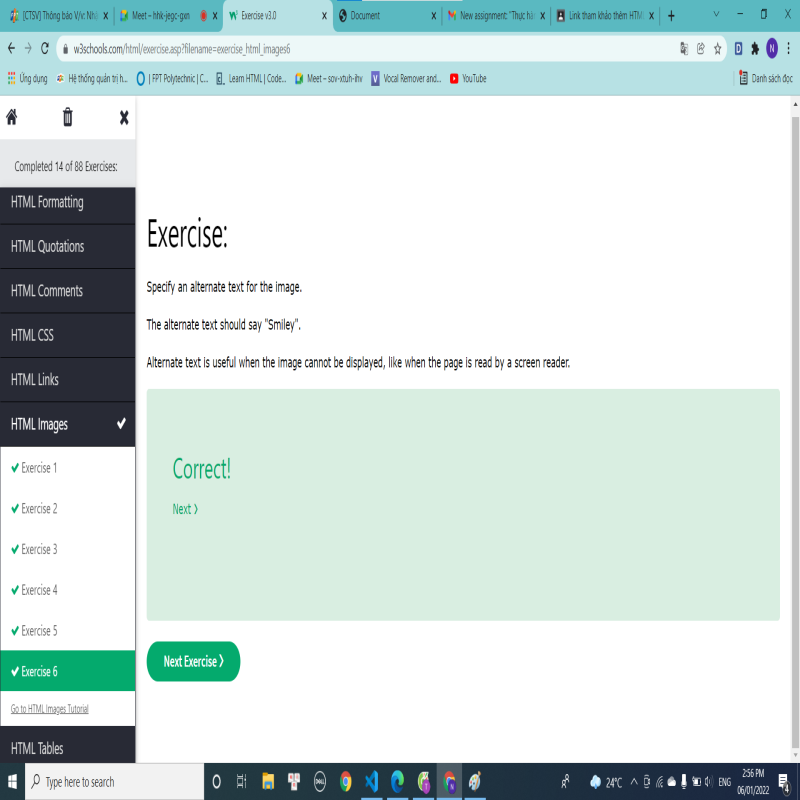 [CTSV] Thông báo V/v: Nhậ
Meet – hhk-jegc-gxn
Exercise v3.0
Document
New assignment: "Thực hàn
Link tham khảo thêm HTM
w3schools.com/html/exercise.asp?filename=exercise_html_images6
D
N
Ứng dụng
Hệ thống quản trị h...
| FPT Polytechnic | C...
Learn HTML | Code...
Meet – sov-xtuh-ihv
Vocal Remover and...
YouTube
Danh sách đọc
Completed 14 of 88 Exercises:
HTML Formatting
HTML Quotations
HTML Comments
HTML CSS
HTML Links
HTML Images
Exercise 1
Exercise 2
Exercise 3
Exercise 4
Exercise 5
Exercise 6
Go to HTML Images Tutorial
HTML Tables
Exercise:
Specify an alternate text for the image.
The alternate text should say "Smiley".
Alternate text is useful when the image cannot be displayed, like when the page is read by a screen reader.
Correct!
Next ❯
Next Exercise ❯
Type here to search
DELL
24°C
ENG
2:56 PM
06/01/2022
4